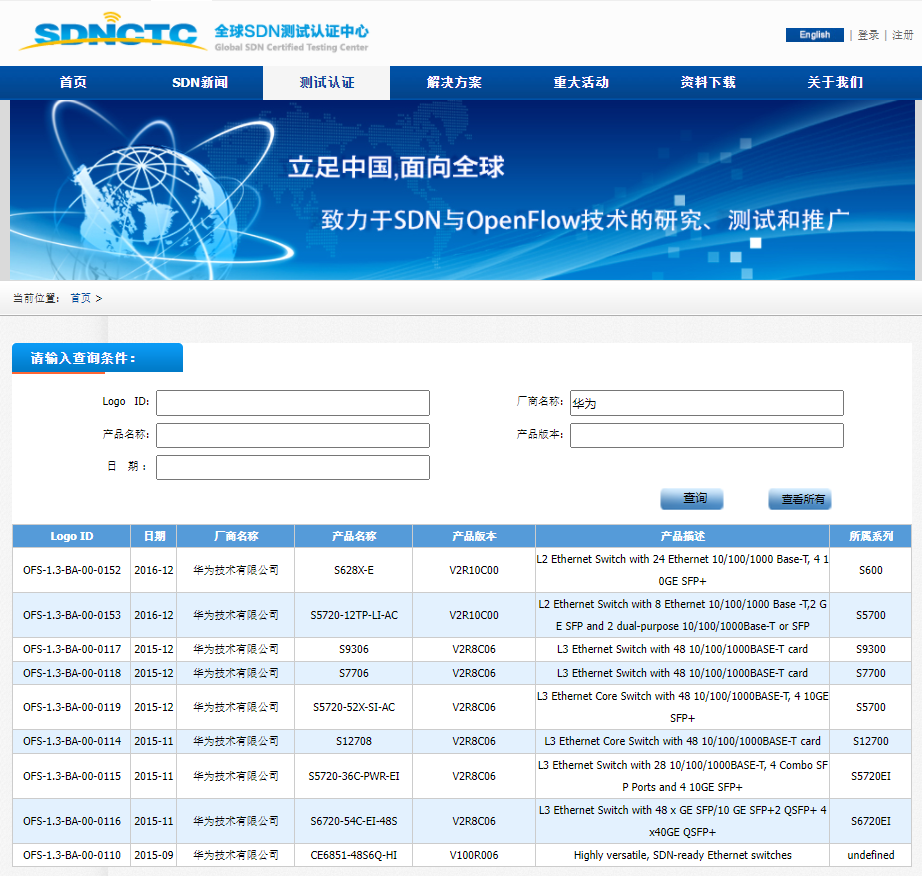 SDNCTC 全球SDN测试认证中心
Global SDN Certified Testing Center
English | 登录 | 注册
首页 SDN新闻 测试认证 解决方案 重大活动 资料下载 关于我们
立足中国,面向全球
致力于SDN与OpenFlow技术的研究、测试和推广
当前位置： 首页 >
请输入查询条件：
Logo ID: 厂商名称: 华为
产品名称: 产品版本:
日 期 :
查询 查看所有
Logo ID 日期 厂商名称 产品名称 产品版本 产品描述 所属系列
OFS-1.3-BA-00-0152 2016-12 华为技术有限公司 S628X-E V2R10C00 L2 Ethernet Switch with 24 Ethernet 10/100/1000 Base-T, 4 1
0GE SFP+ S600
OFS-1.3-BA-00-0153 2016-12 华为技术有限公司 S5720-12TP-LI-AC V2R10C00 L2 Ethernet Switch with 8 Ethernet 10/100/1000 Base -T,2 G
E SFP and 2 dual-purpose 10/100/1000Base-T or SFP S5700
OFS-1.3-BA-00-0117 2015-12 华为技术有限公司 S9306 V2R8C06 L3 Ethernet Switch with 48 10/100/1000BASE-T card S9300
OFS-1.3-BA-00-0118 2015-12 华为技术有限公司 S7706 V2R8C06 L3 Ethernet Switch with 48 10/100/1000BASE-T card S7700
OFS-1.3-BA-00-0119 2015-12 华为技术有限公司 S5720-52X-SI-AC V2R8C06 L3 Ethernet Core Switch with 48 10/100/1000BASE-T, 4 10GE
SFP+ S5700
OFS-1.3-BA-00-0114 2015-11 华为技术有限公司 S12708 V2R8C06 L3 Ethernet Core Switch with 48 10/100/1000BASE-T card S12700
OFS-1.3-BA-00-0115 2015-11 华为技术有限公司 S5720-36C-PWR-EI V2R8C06 L3 Ethernet Switch with 28 10/100/1000BASE-T, 4 Combo SF
P Ports and 4 10GE SFP+ S5720EI
OFS-1.3-BA-00-0116 2015-11 华为技术有限公司 S6720-54C-EI-48S V2R8C06 L3 Ethernet Switch with 48 x GE SFP/10 GE SFP+2 QSFP+ 4
x40GE QSFP+ S6720EI
OFS-1.3-BA-00-0110 2015-09 华为技术有限公司 CE6851-48S6Q-HI V100R006 Highly versatile, SDN-ready Ethernet switches undefined